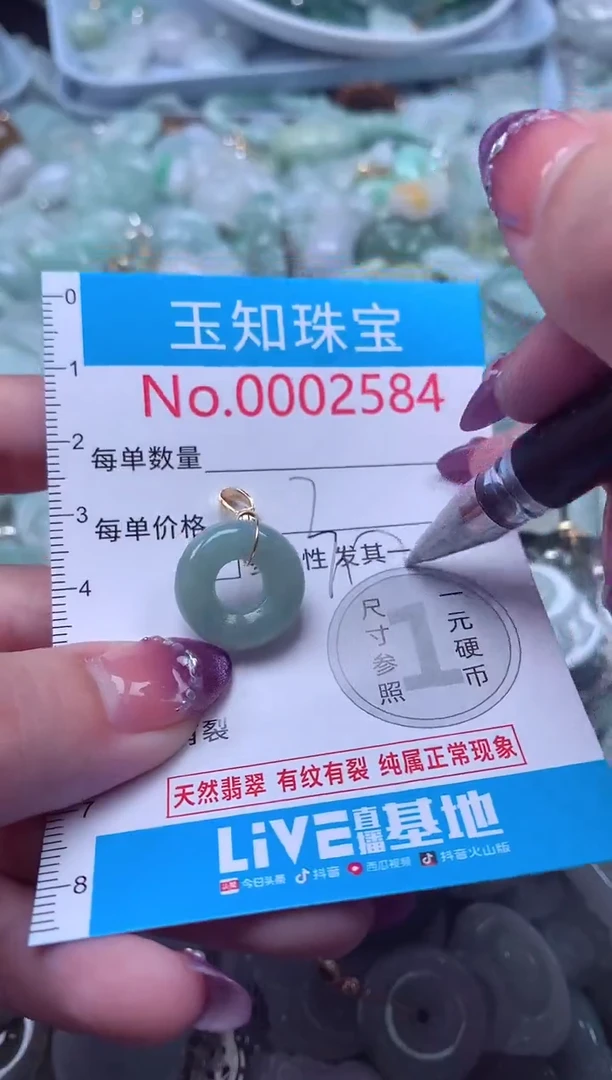 0
玉知珠宝
1
No.0002584
2
每单数量
3
每单价格
性发其一
4
尺寸参照
1
一元硬币
有裂
天然翡翠 有纹有裂 纯属正常现象
7
LiVE直播基地
头条 今日头条 抖音 西瓜视频 抖音火山版
8